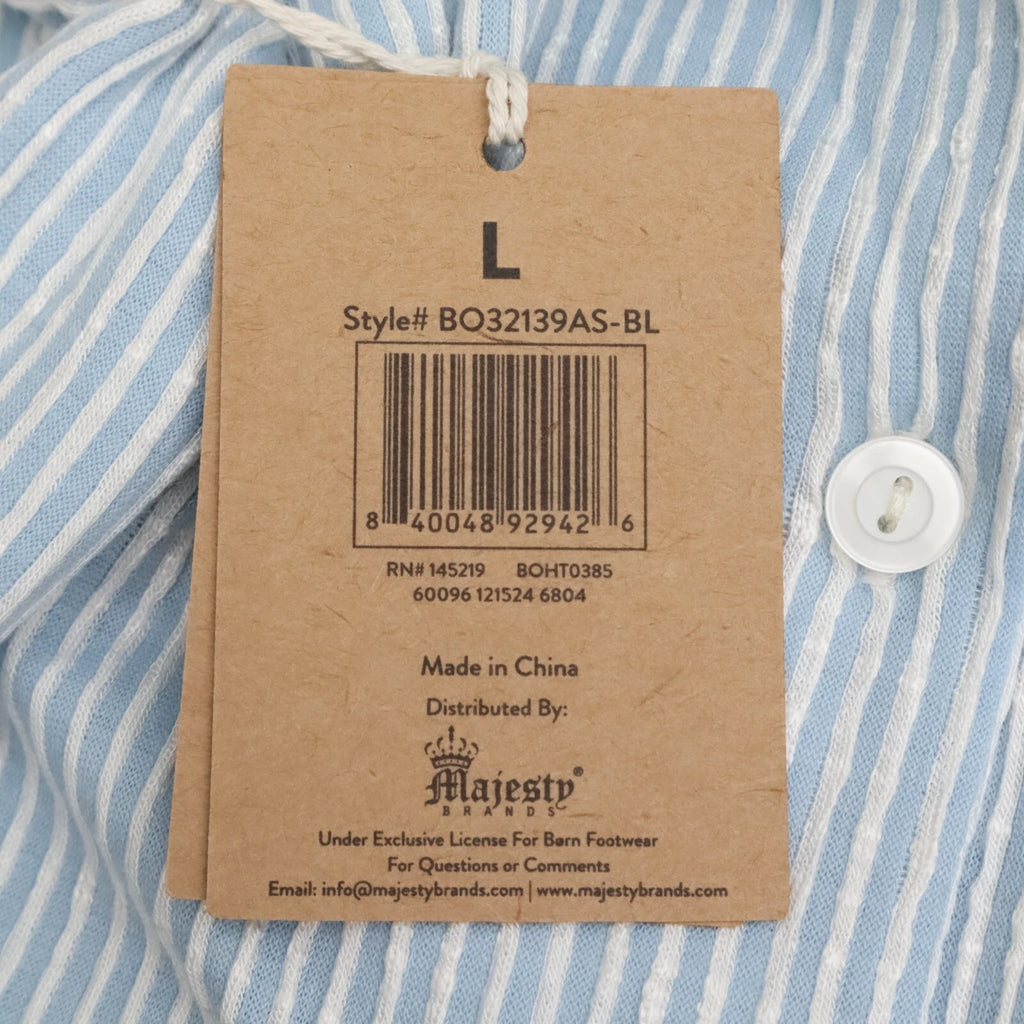 L
Style# BO32139AS-BL
8 40048 92942 6
RN# 145219 BOHT0385
60096 121524 6804
Made in China
Distributed By:
Majesty®
BRANDS
Under Exclusive License For Børn Footwear
For Questions or Comments
Email: info@majestybrands.com | www.majestybrands.com